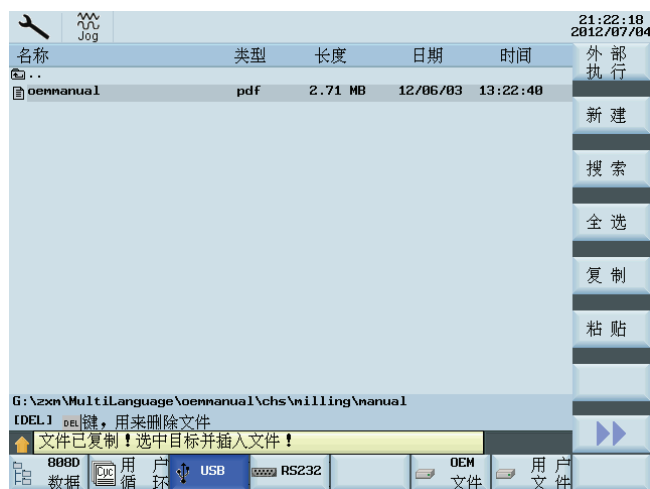 Jog
21:22:18
2012/07/04
名称 类型 长度 日期 时间
外部
执行
..
oemmanual pdf 2.71 MB 12/06/03 13:22:40
新建
搜索
全选
复制
粘贴
G:\zxm\MultiLanguage\oemmanual\chs\milling\manual
[DEL] DEL键，用来删除文件
文件已复制！选中目标并插入文件！
808D
数据
Cyc
用户
循环
USB
RS232
OEM
文件
用户
文件